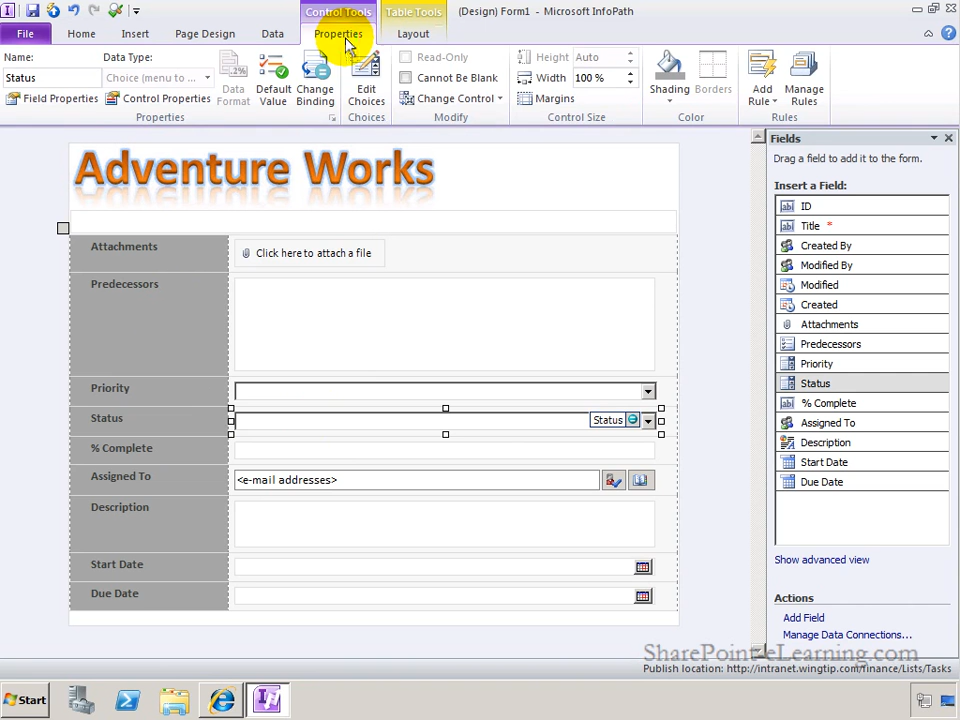 Control Tools
Table Tools
(Design) Form1 - Microsoft InfoPath
File
Home
Insert
Page Design
Data
Properties
Layout
Name:
Status
Data Type:
Choice (menu to ...
Field Properties
Control Properties
Data Format
Default Value
Change Binding
Edit Choices
Read-Only
Cannot Be Blank
Change Control
Height
Auto
Width
100 %
Margins
Shading
Borders
Add Rule
Manage Rules
Properties
Choices
Modify
Control Size
Color
Rules
Adventure Works
Attachments
Click here to attach a file
Predecessors
Priority
Status
Status
% Complete
Assigned To
<e-mail addresses>
Description
Start Date
Due Date
Fields
Drag a field to add it to the form.
Insert a Field:
ID
Title *
Created By
Modified By
Modified
Created
Attachments
Predecessors
Priority
Status
% Complete
Assigned To
Description
Start Date
Due Date
Show advanced view
Actions
Add Field
Manage Data Connections...
SharePoint-eLearning.com
Publish location: http://intranet.wingtip.com/finance/Lists/Tasks
Start